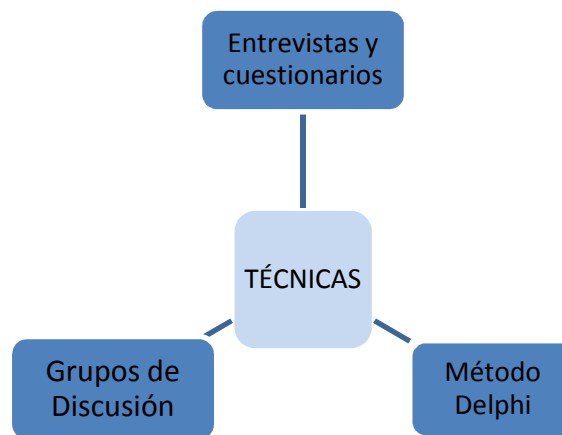 Entrevistas y
cuestionarios
TÉCNICAS
Grupos de
Discusión
Método
Delphi